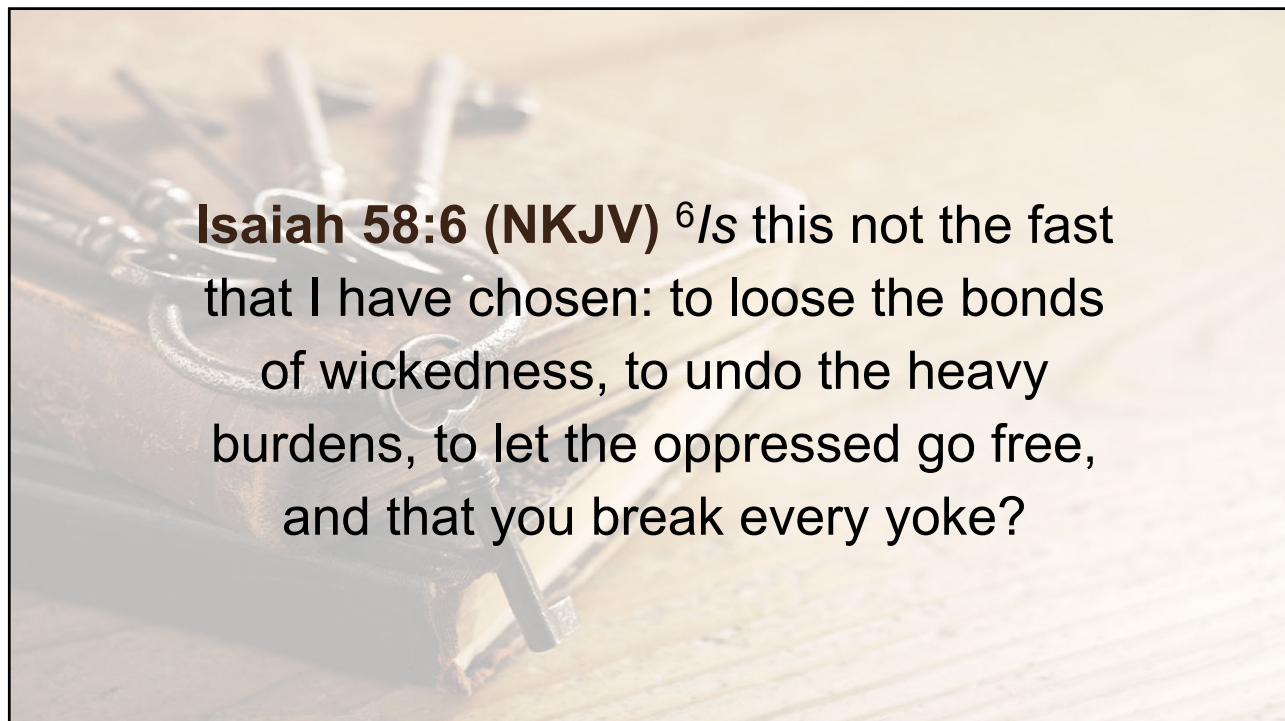 Isaiah 58:6 (NKJV) ⁶Is this not the fast
that I have chosen: to loose the bonds
of wickedness, to undo the heavy
burdens, to let the oppressed go free,
and that you break every yoke?